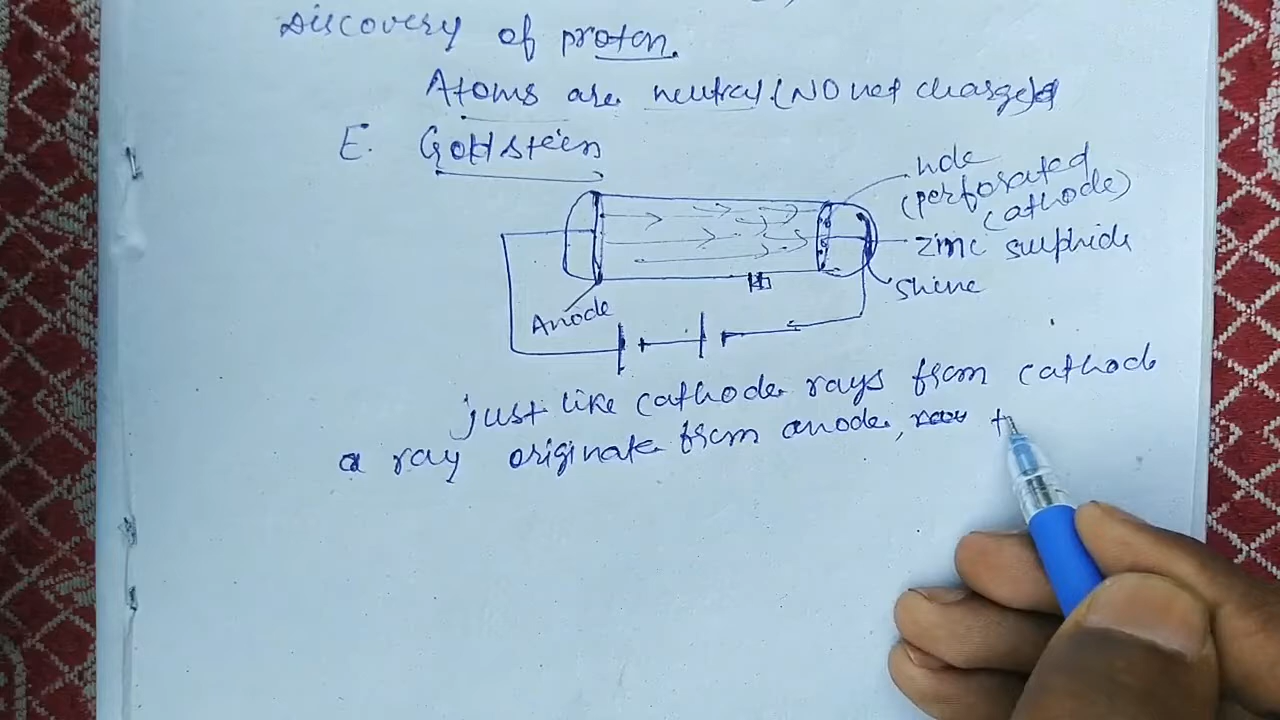 Discovery of proton.
Atoms are neutral (NO net charge)
E. Goldstein
hole
(perforated
cathode)
zinc sulphide
shine
Anode
just like cathode rays from cathode
a ray originate from anode,